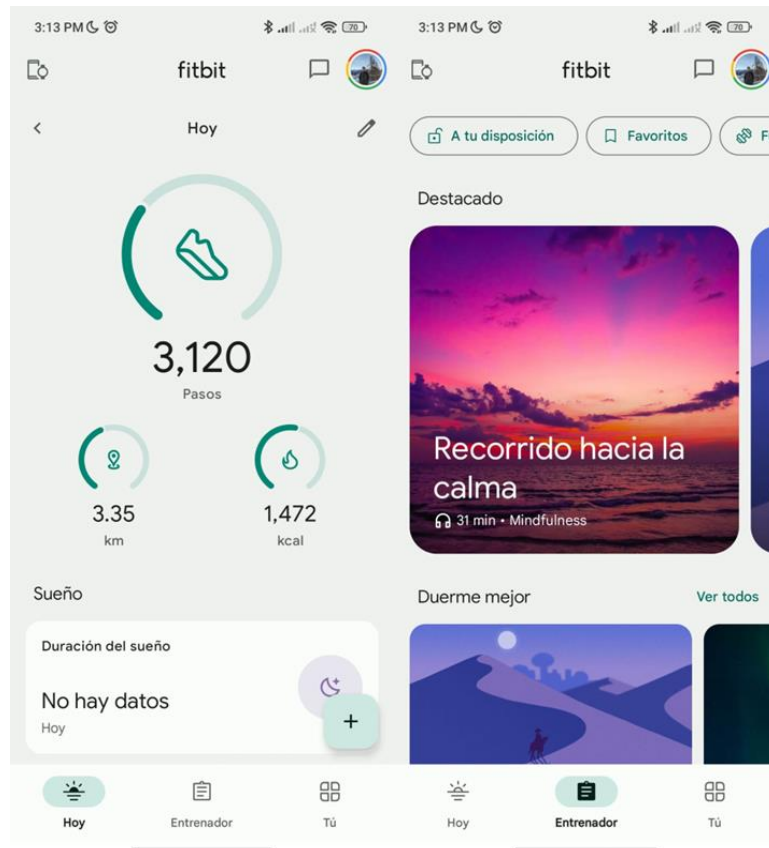 3:13 PM
70
fitbit
Hoy
3,120
Pasos
3.35
km
1,472
kcal
Sueño
Duración del sueño
No hay datos
Hoy
+
Hoy
Entrenador
Tú
3:13 PM
70
fitbit
A tu disposición
Favoritos
F
Destacado
Recorrido hacia la
calma
31 min • Mindfulness
Duerme mejor
Ver todos
Hoy
Entrenador
Tú